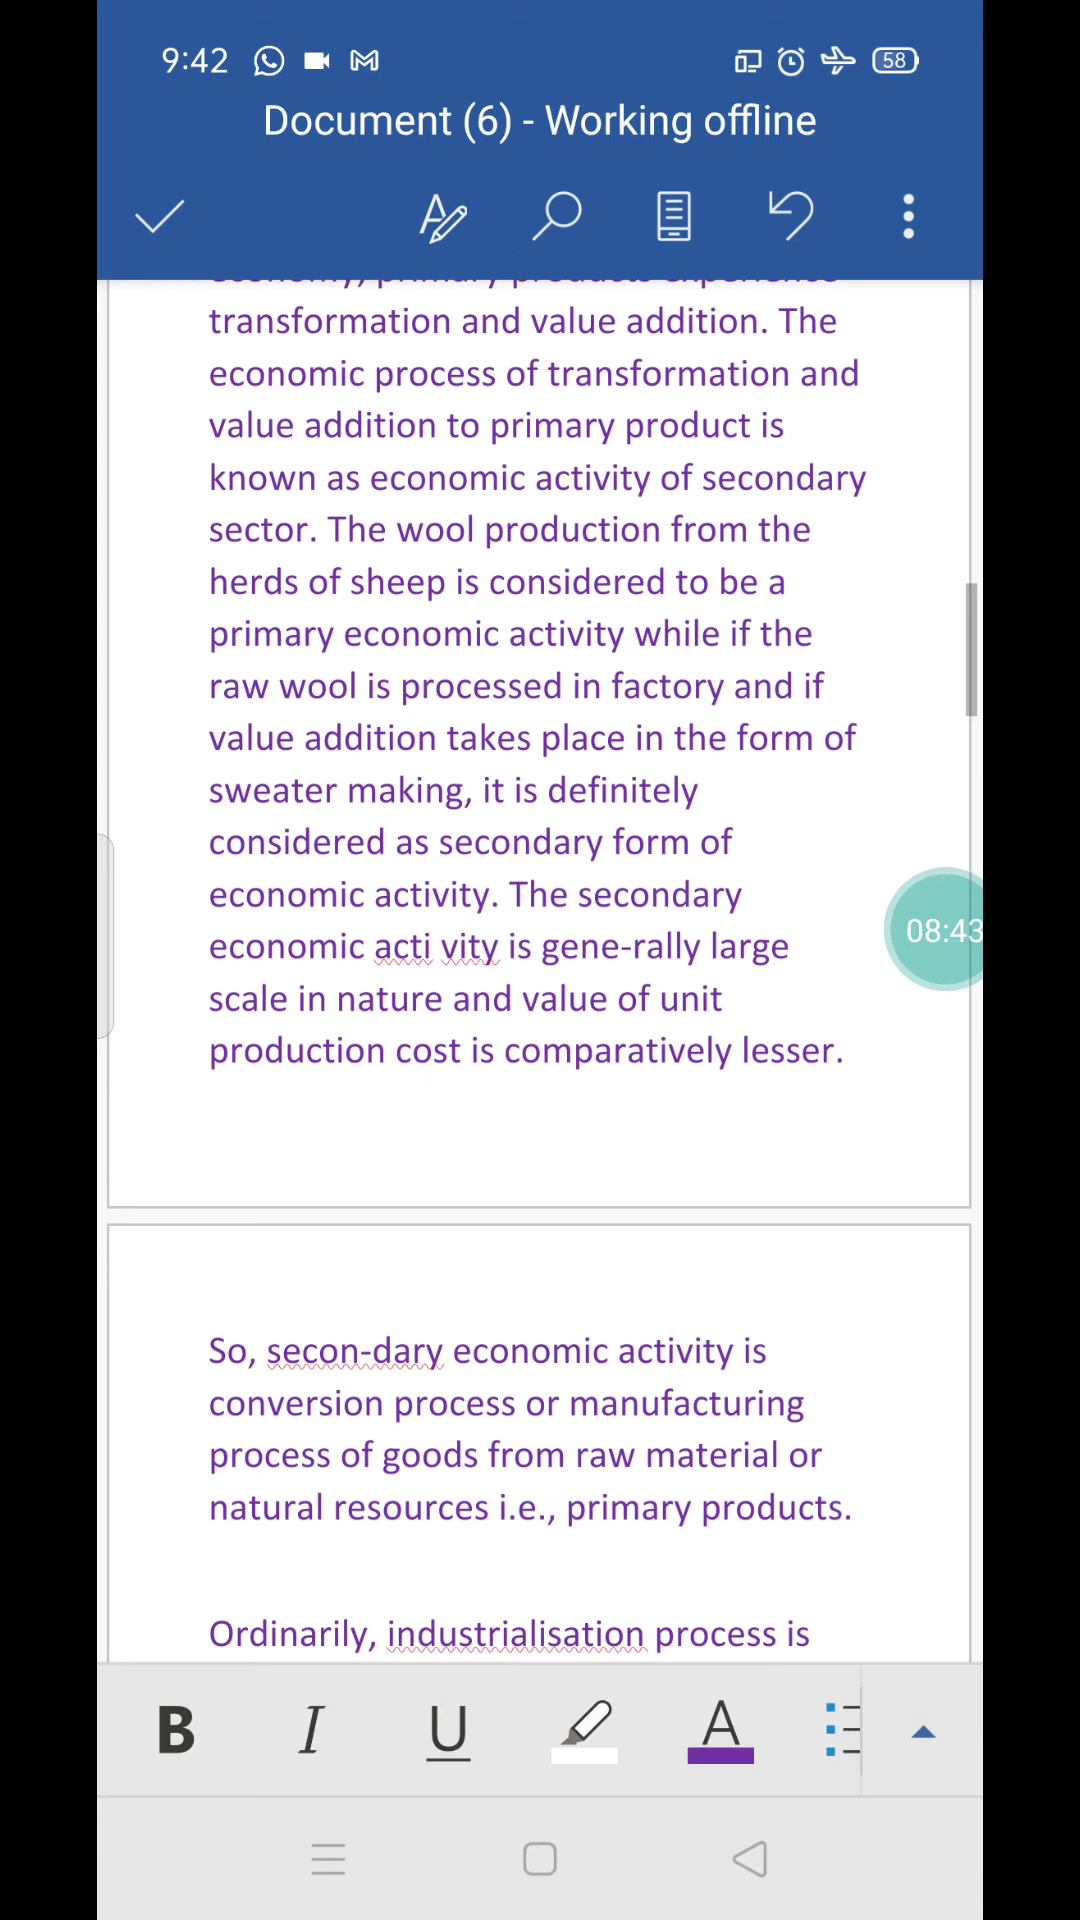 9:42
58
Document (6) - Working offline
economy, primary products experience
transformation and value addition. The
economic process of transformation and
value addition to primary product is
known as economic activity of secondary
sector. The wool production from the
herds of sheep is considered to be a
primary economic activity while if the
raw wool is processed in factory and if
value addition takes place in the form of
sweater making, it is definitely
considered as secondary form of
economic activity. The secondary
economic acti vity is gene-rally large
scale in nature and value of unit
production cost is comparatively lesser.
08:43
So, secon-dary economic activity is
conversion process or manufacturing
process of goods from raw material or
natural resources i.e., primary products.
Ordinarily, industrialisation process is
B I U A